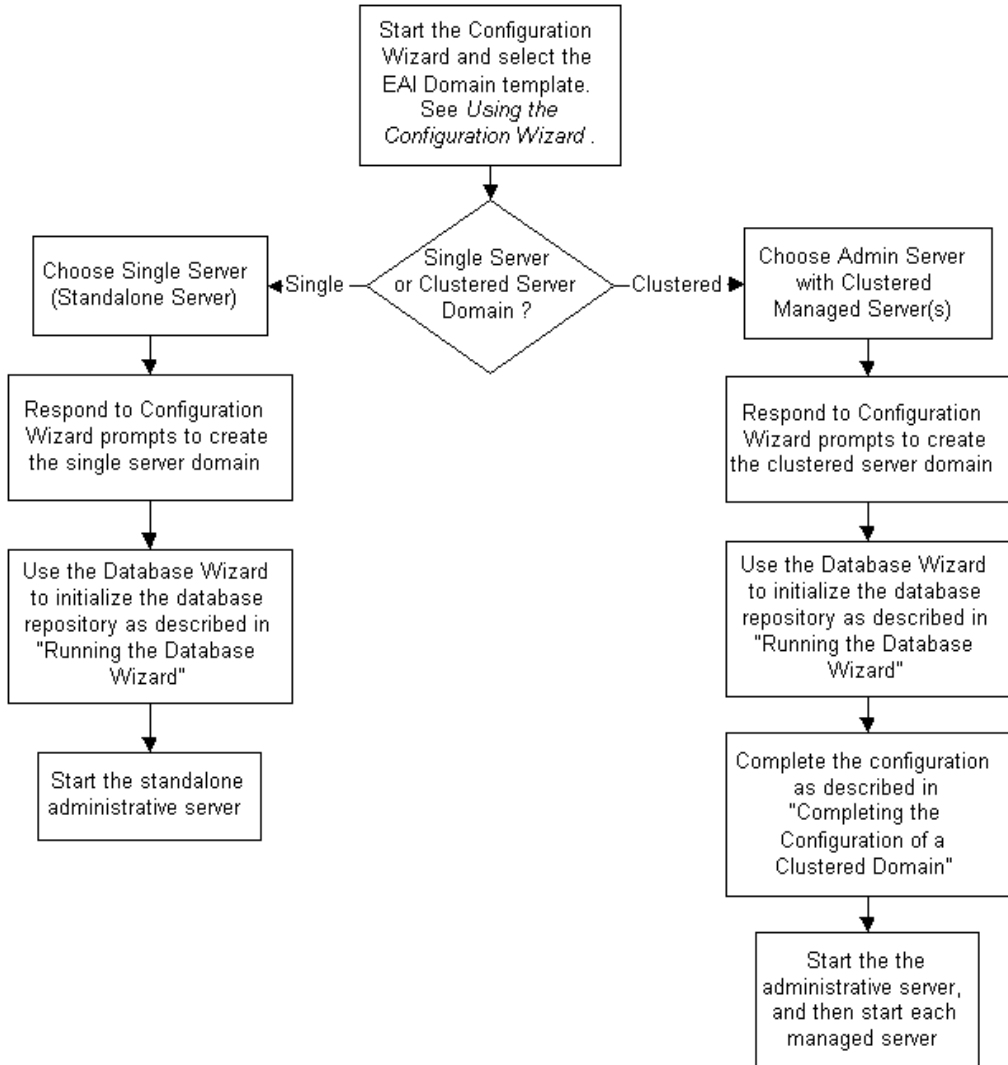 Start the Configuration
Wizard and select the
EAI Domain template.
See Using the
Configuration Wizard .
Single Server
or Clustered Server
Domain ?
Single
Clustered
Choose Single Server
(Standalone Server)
Respond to Configuration
Wizard prompts to create
the single server domain
Use the Database Wizard
to initialize the database
repository as described in
"Running the Database
Wizard"
Start the standalone
administrative server
Choose Admin Server
with Clustered
Managed Server(s)
Respond to Configuration
Wizard prompts to create
the clustered server domain
Use the Database Wizard
to initialize the database
repository as described in
"Running the Database
Wizard"
Complete the configuration
as described in
"Completing the
Configuration of a
Clustered Domain"
Start the the
administrative server,
and then start each
managed server